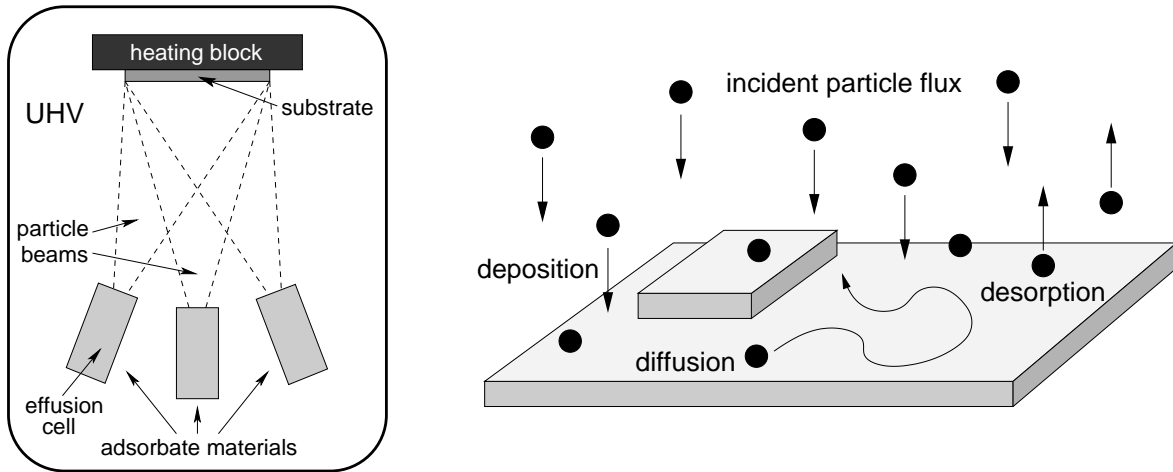 heating block
substrate
UHV
particle
beams
effusion
cell
adsorbate materials
incident particle flux
deposition
desorption
diffusion